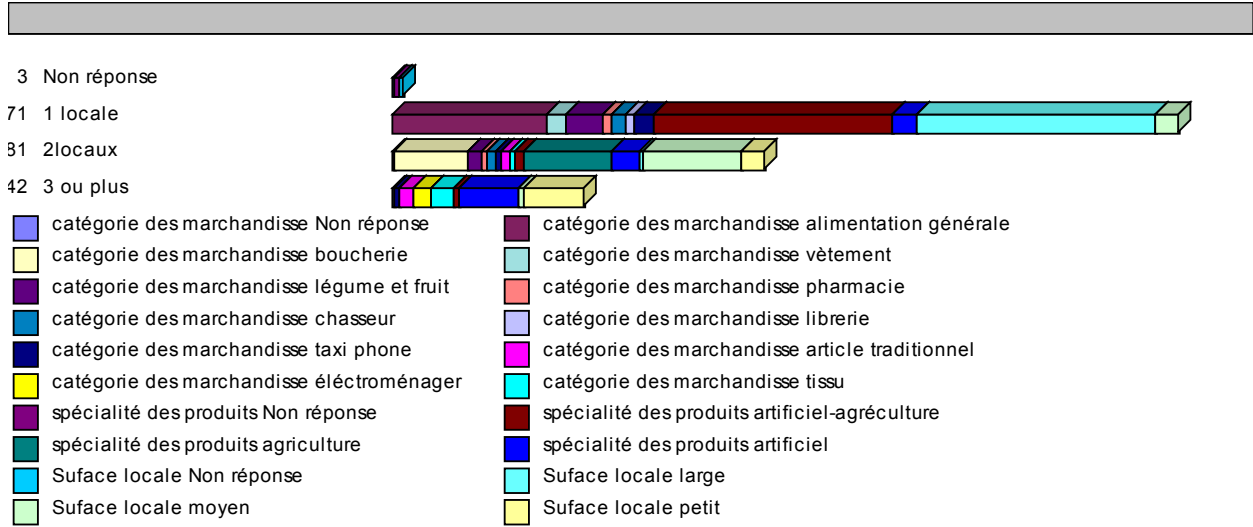 3 Non réponse
71 1 locale
81 2locaux
42 3 ou plus
catégorie des marchandisse Non réponse catégorie des marchandisse alimentation générale
catégorie des marchandisse boucherie catégorie des marchandisse vètement
catégorie des marchandisse légume et fruit catégorie des marchandisse pharmacie
catégorie des marchandisse chasseur catégorie des marchandisse librerie
catégorie des marchandisse taxi phone catégorie des marchandisse article traditionnel
catégorie des marchandisse éléctroménager catégorie des marchandisse tissu
spécialité des produits Non réponse spécialité des produits artificiel-agréculture
spécialité des produits agriculture spécialité des produits artificiel
Suface locale Non réponse Suface locale large
Suface locale moyen Suface locale petit